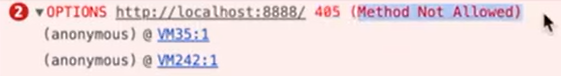 2 ▼OPTIONS http://localhost:8888/ 405 (Method Not Allowed)
(anonymous) @ VM35:1
(anonymous) @ VM242:1